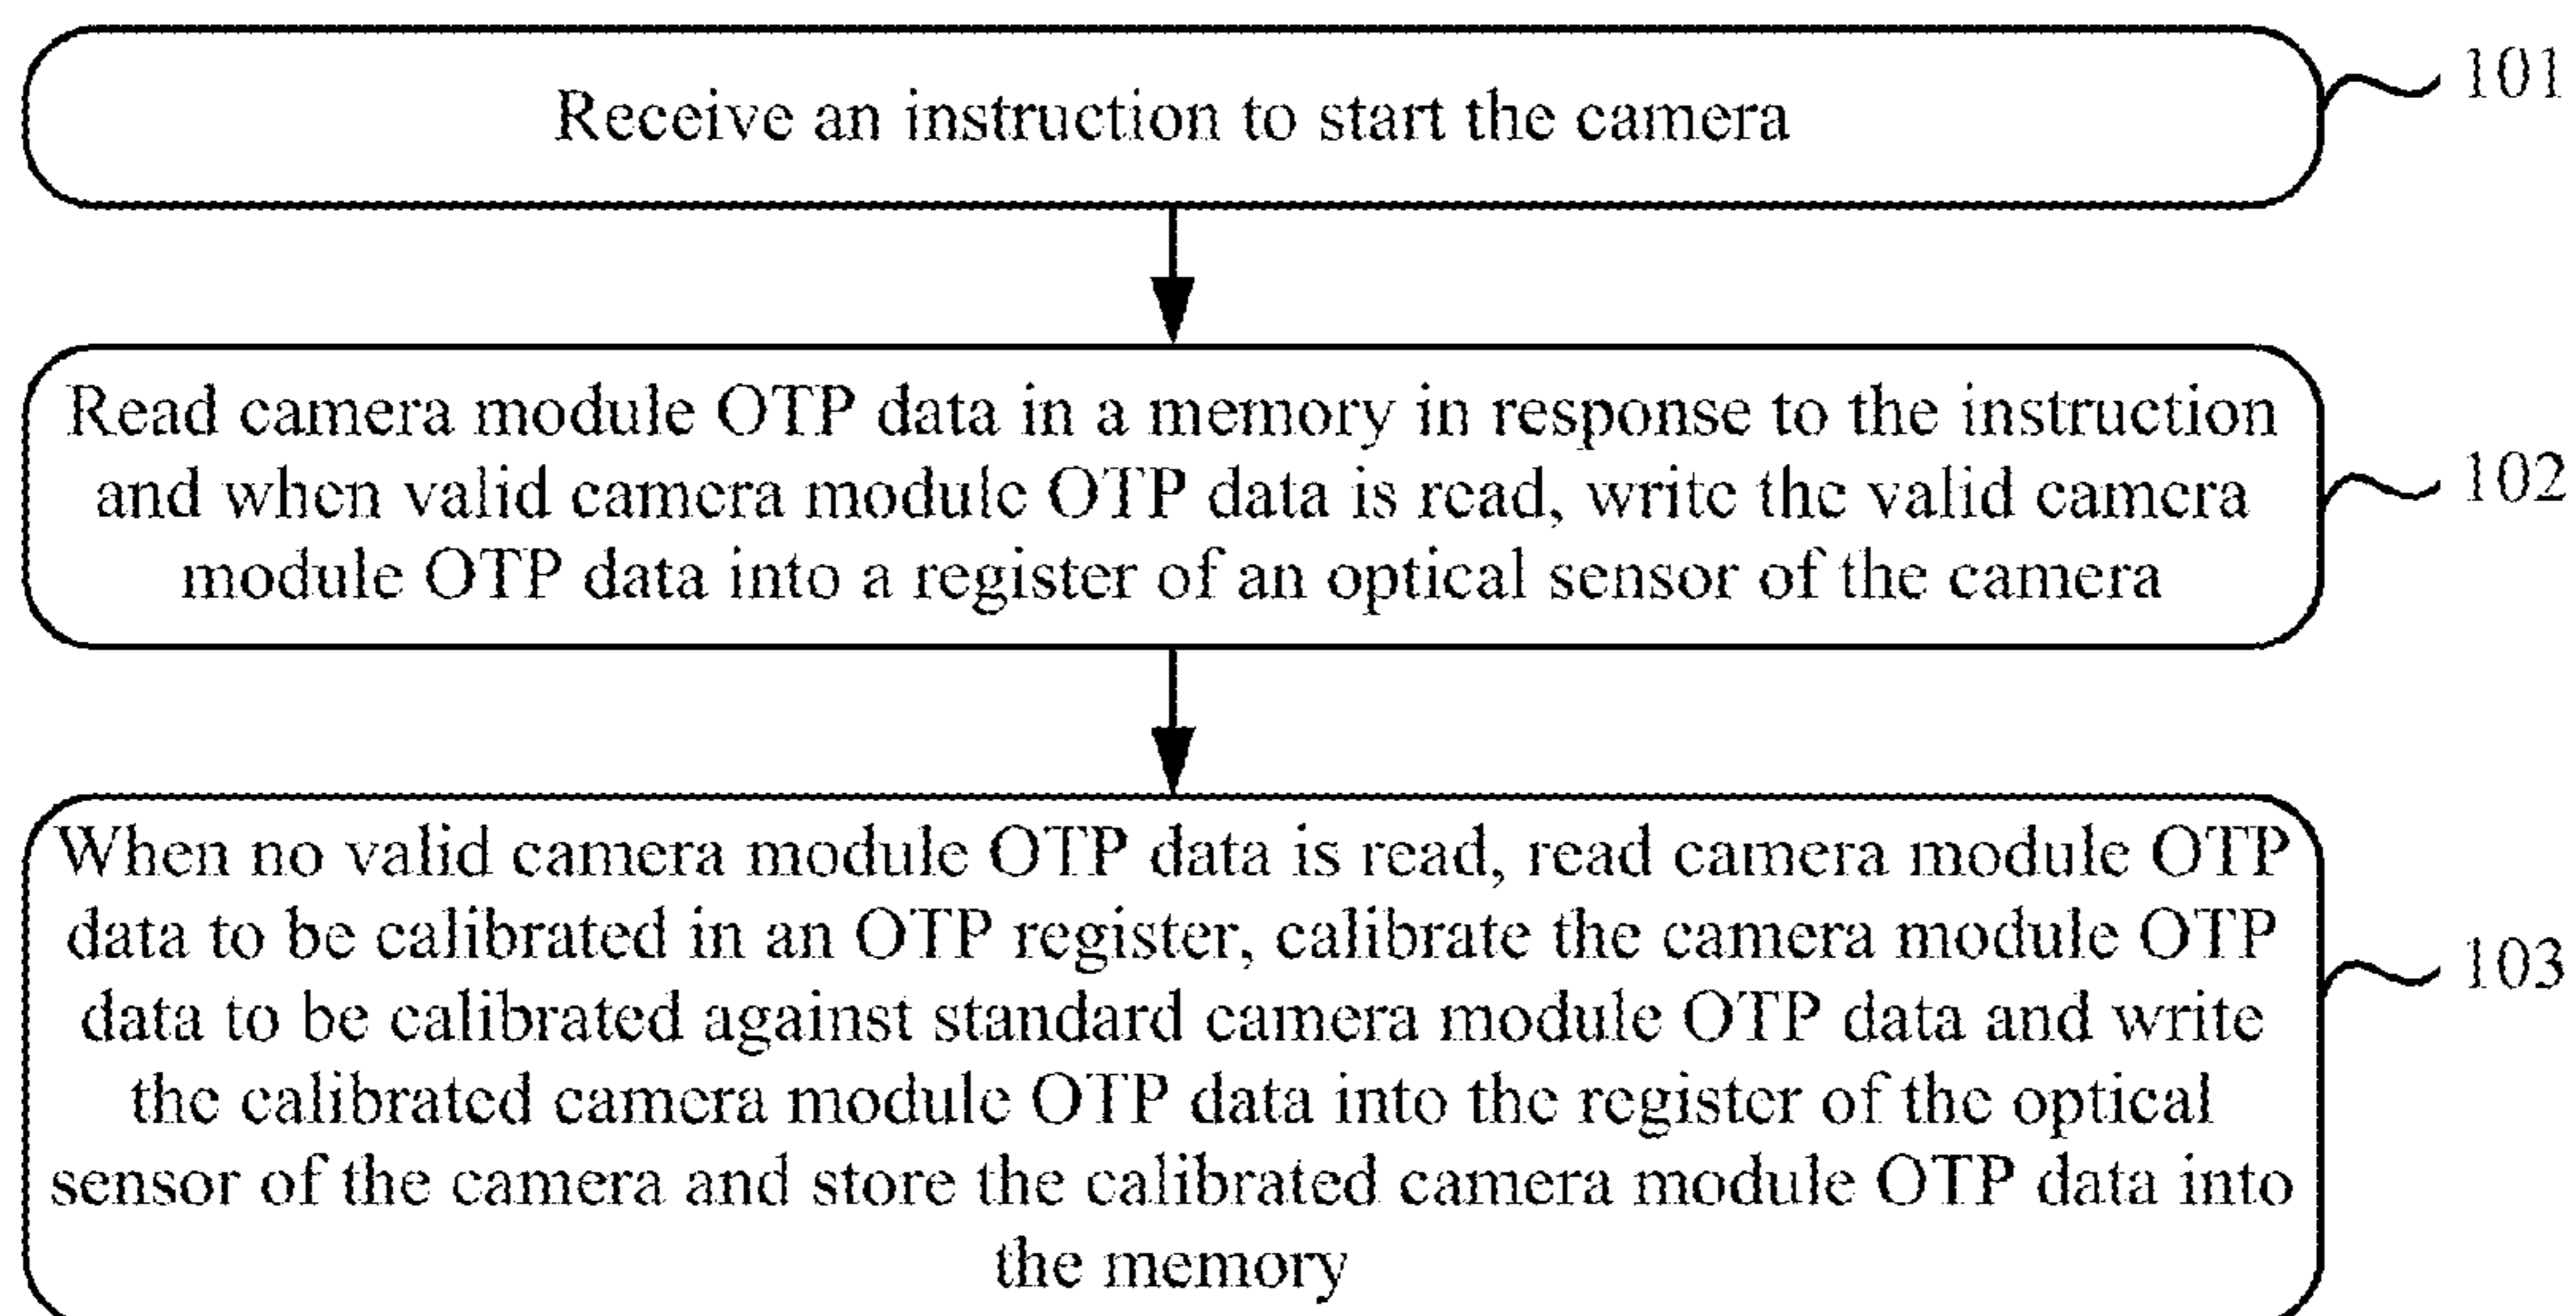 Receive an instruction to start the camera
101
Read camera module OTP data in a memory in response to the instruction
and when valid camera module OTP data is read, write the valid camera
module OTP data into a register of an optical sensor of the camera
102
When no valid camera module OTP data is read, read camera module OTP
data to be calibrated in an OTP register, calibrate the camera module OTP
data to be calibrated against standard camera module OTP data and write
the calibrated camera module OTP data into the register of the optical
sensor of the camera and store the calibrated camera module OTP data into
the memory
103